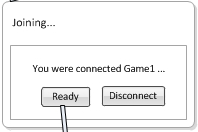 Joining...
You were connected Game1 ...
Ready Disconnect